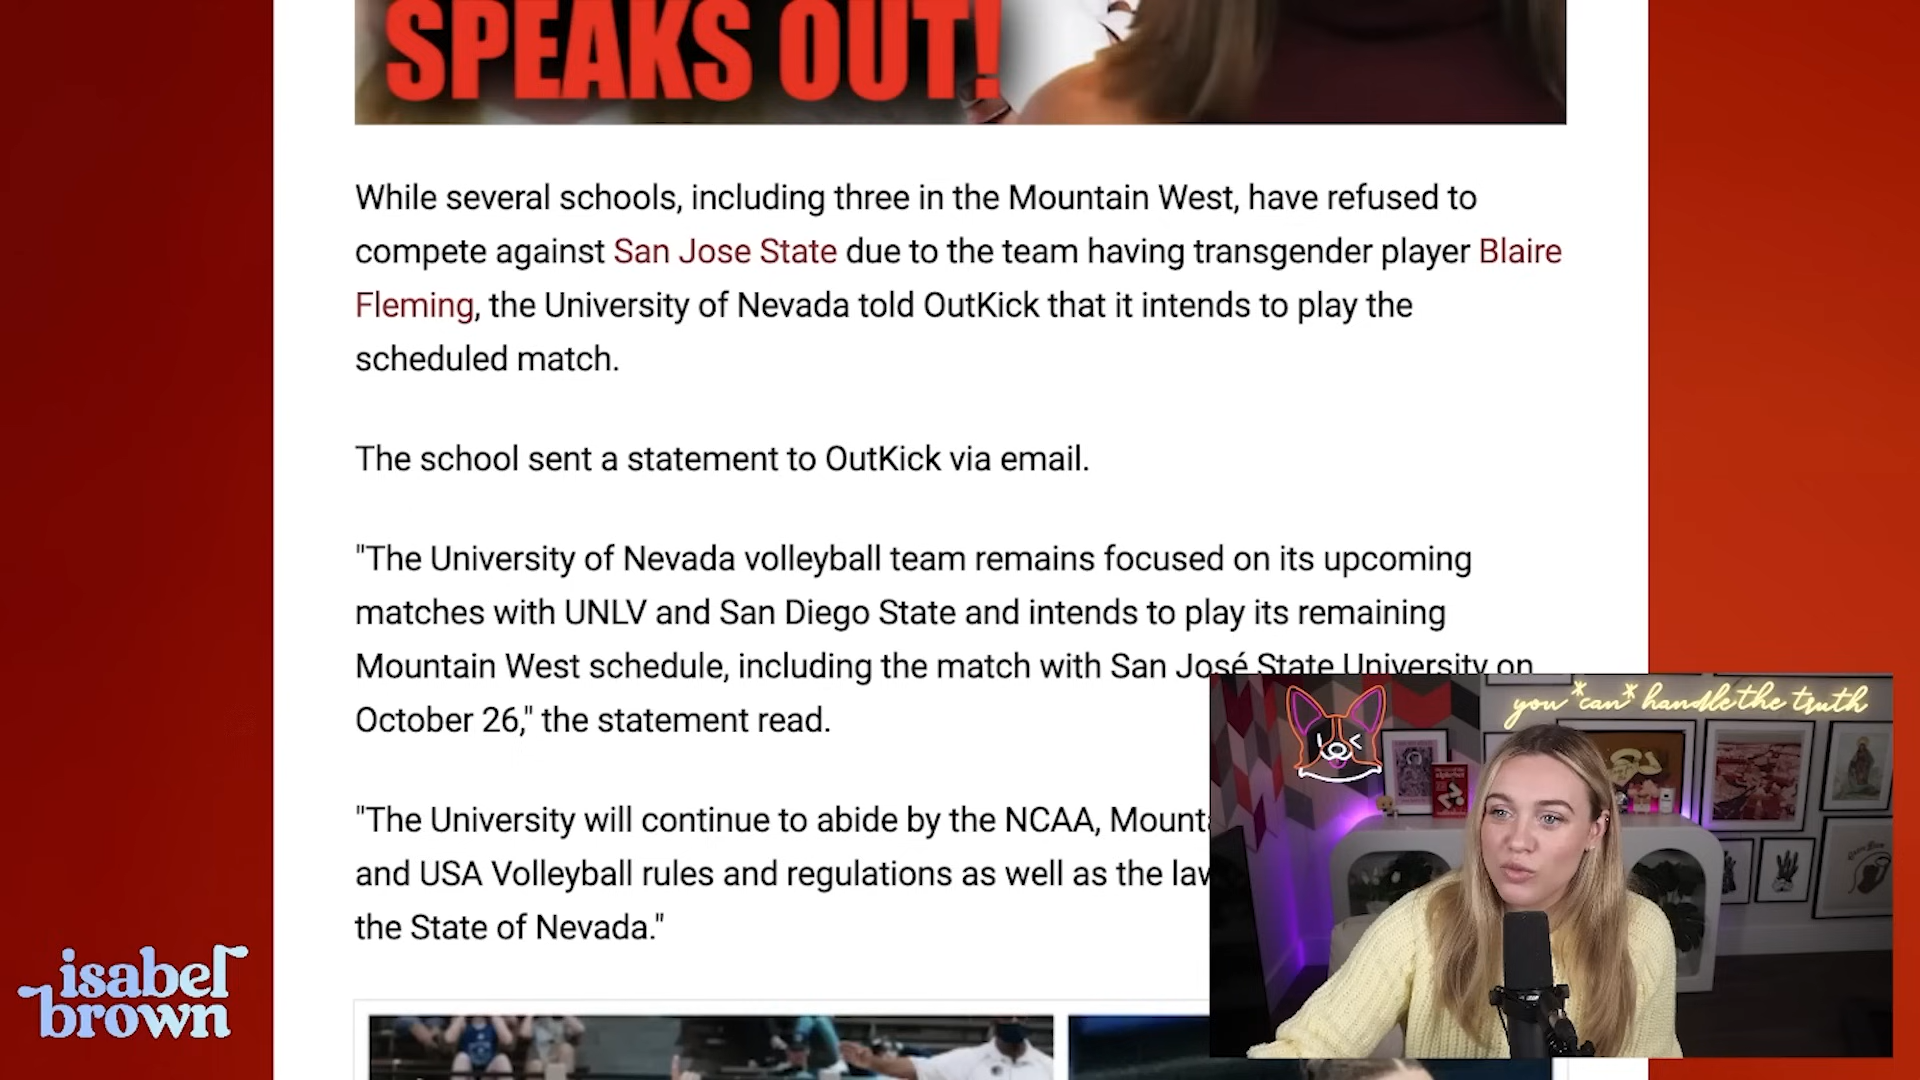 SPEAKS OUT!
While several schools, including three in the Mountain West, have refused to
compete against San Jose State due to the team having transgender player Blaire
Fleming, the University of Nevada told OutKick that it intends to play the
scheduled match.
The school sent a statement to OutKick via email.
"The University of Nevada volleyball team remains focused on its upcoming
matches with UNLV and San Diego State and intends to play its remaining
Mountain West schedule, including the match with San José State University on
October 26," the statement read.
"The University will continue to abide by the NCAA,
and USA Volleyball rules and regulations as well as the
the State of Nevada."
you *can* handle the truth
isabel
brown